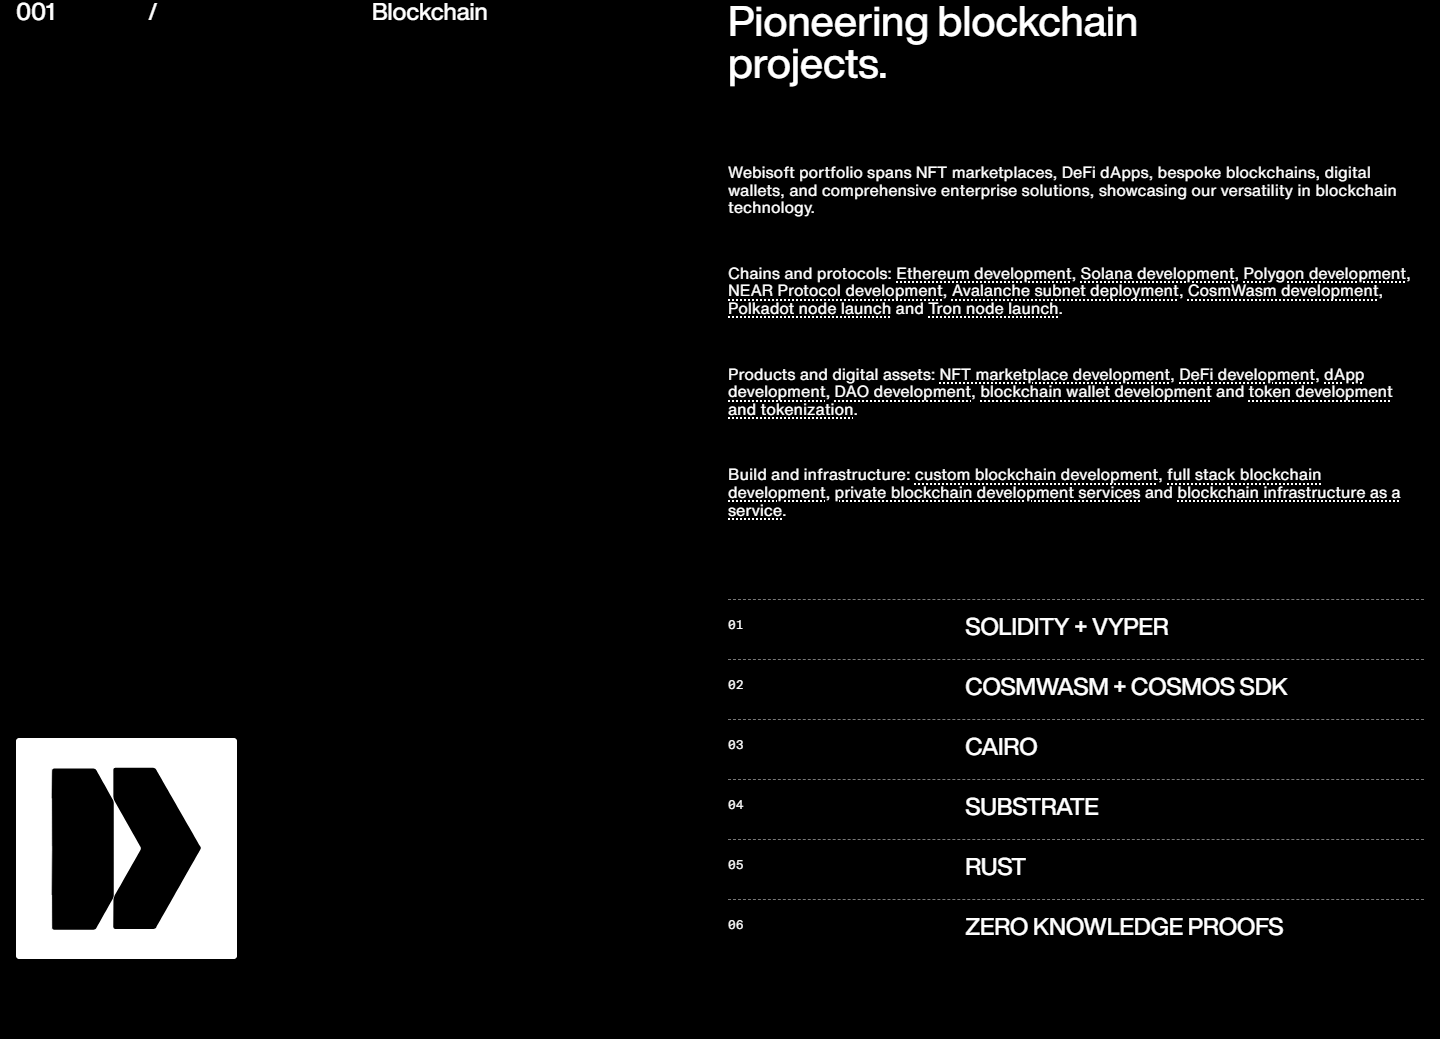 001 / Blockchain
Pioneering blockchain
projects.
Webisoft portfolio spans NFT marketplaces, DeFi dApps, bespoke blockchains, digital
wallets, and comprehensive enterprise solutions, showcasing our versatility in blockchain
technology.
Chains and protocols: Ethereum development, Solana development, Polygon development,
NEAR Protocol development, Avalanche subnet deployment, CosmWasm development,
Polkadot node launch and Tron node launch.
Products and digital assets: NFT marketplace development, DeFi development, dApp
development, DAO development, blockchain wallet development and token development
and tokenization.
Build and infrastructure: custom blockchain development, full stack blockchain
development, private blockchain development services and blockchain infrastructure as a
service.
01 SOLIDITY + VYPER
02 COSMWASM + COSMOS SDK
03 CAIRO
04 SUBSTRATE
05 RUST
06 ZERO KNOWLEDGE PROOFS